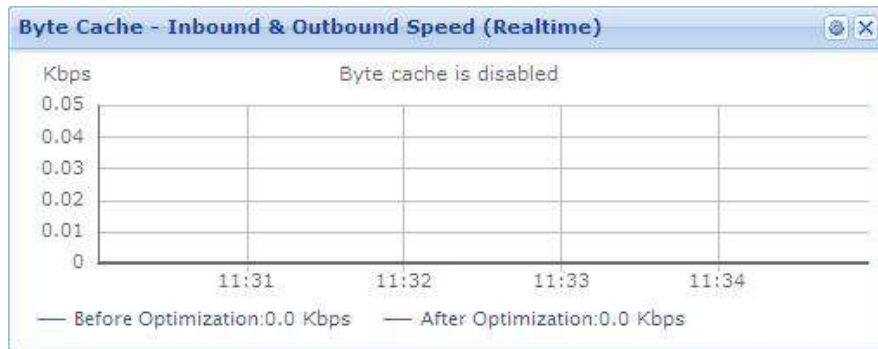 Byte Cache - Inbound & Outbound Speed (Realtime)
Kbps Byte cache is disabled
0.05
0.04
0.03
0.02
0.01
0
11:31 11:32 11:33 11:34
Before Optimization:0.0 Kbps After Optimization:0.0 Kbps